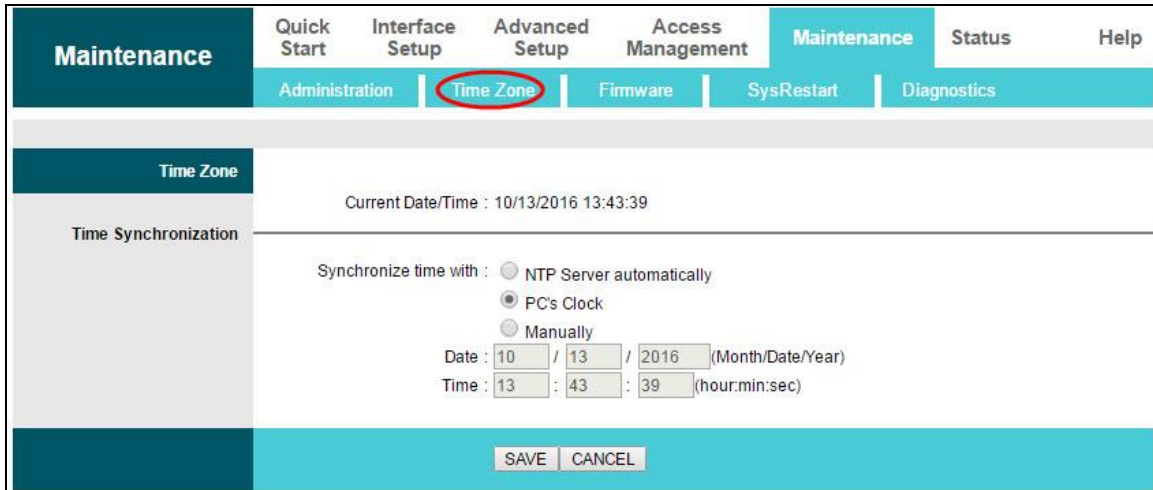 Maintenance
Quick Start
Interface Setup
Advanced Setup
Access Management
Maintenance
Status
Help
Administration
Time Zone
Firmware
SysRestart
Diagnostics
Time Zone
Current Date/Time : 10/13/2016 13:43:39
Time Synchronization
Synchronize time with : NTP Server automatically
PC's Clock
Manually
Date : 10 / 13 / 2016 (Month/Date/Year)
Time : 13 : 43 : 39 (hour:min:sec)
SAVE CANCEL